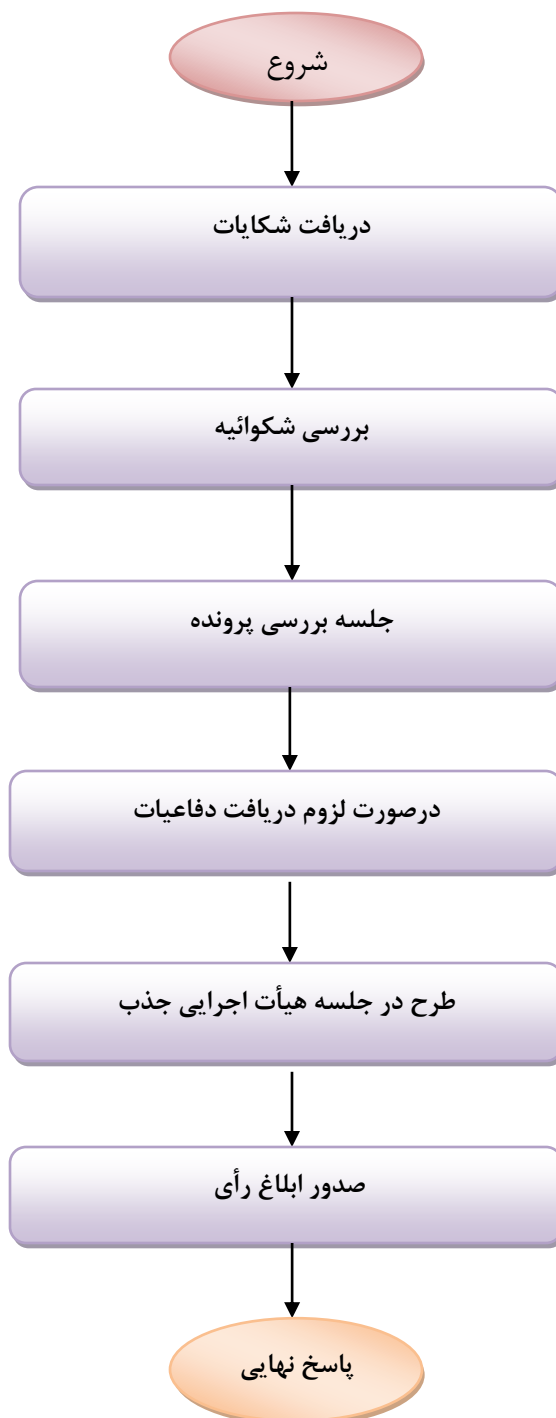 شروع
دریافت شکایات
بررسی شکوائیه
جلسه بررسی پرونده
درصورت لزوم دریافت دفاعیات
طرح در جلسه هیأت اجرایی جذب
صدور ابلاغ رأی
پاسخ نهایی